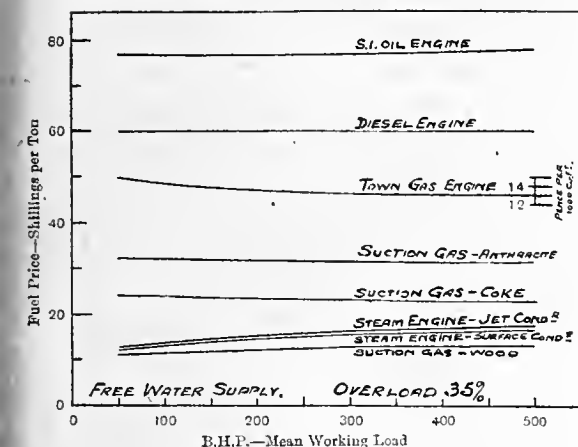 80
S.I. OIL ENGINE
60
DIESEL ENGINE
TOWN GAS ENGINE 14
12
PENCE PER 1000 CU.FT.
40
SUCTION GAS-ANTHRACITE
SUCTION GAS-COKE
20
STEAM ENGINE-JET COND R
STEAM ENGINE-SURFACE COND R
SUCTION GAS-WOOD
FREE WATER SUPPLY. OVERLOAD 35%
0
0 100 200 300 400 500
B.H.P.—Mean Working Load
Fuel Price—Shillings per Ton